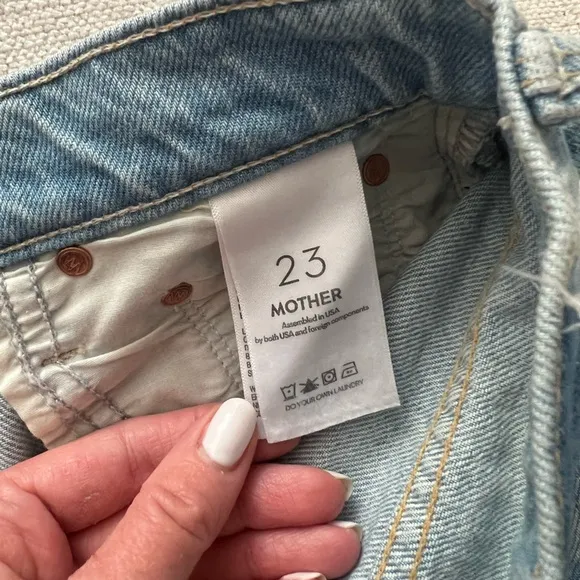 23
MOTHER
Assembled in USA
by both USA and foreign components
DO YOUR OWN LAUNDRY